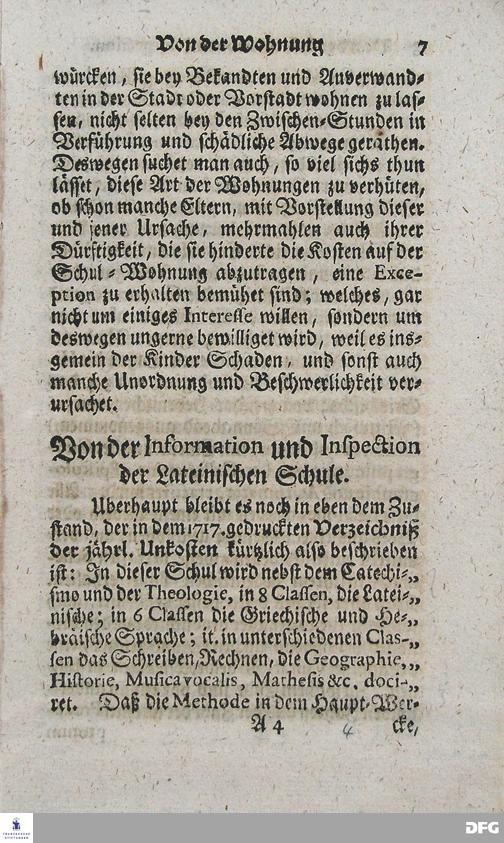 Von der Wohnung 7
würcken, sie bey Bekandten und Anverwand-
ten in der Stadt oder Vorstadt wohnen zu las-
sen, nicht selten bey den Zwischen-Stunden in
Verführung und schädliche Abwege gerathen.
Deswegen suchet man auch, so viel sichs thun
lässet, diese Art der Wohnungen zu verhüten,
ob schon manche Eltern, mit Vorstellung dieser
und jener Ursache, mehrmahlen auch ihrer
Dürftigkeit, die sie hinderte die Kosten auf der
Schul-Wohnung abzutragen, eine Exce-
ption zu erhalten bemühet sind; welches, gar
nicht um einiges Interesse willen, sondern um
deswegen ungerne bewilliget wird, weil es ins-
gemein der Kinder Schaden, und sonst auch
manche Unordnung und Beschwerlichkeit ver-
ursachet.
Von der Information und Inspection
der Lateinischen Schule.
Uberhaupt bleibt es noch in eben dem Zu-
stand, der in dem 1717. gedruckten Verzeichniß
der jährl. Unkosten kürtzlich also beschrieben
ist: In dieser Schul wird nebst dem Catechi-„
smo und der Theologie, in 8 Classen, die Latei-„
nische; in 6 Classen die Griechische und He-„
bräische Sprache; it. in unterschiedenen Clas-„
sen das Schreiben, Rechnen, die Geographie,„
Historie, Musica vocalis, Mathesis &c. doci-„
ret. Daß die Methode in dem Haupt-Wer-
A 4 4 cke,
FRANCKESCHE
STIFTUNGEN
DFG